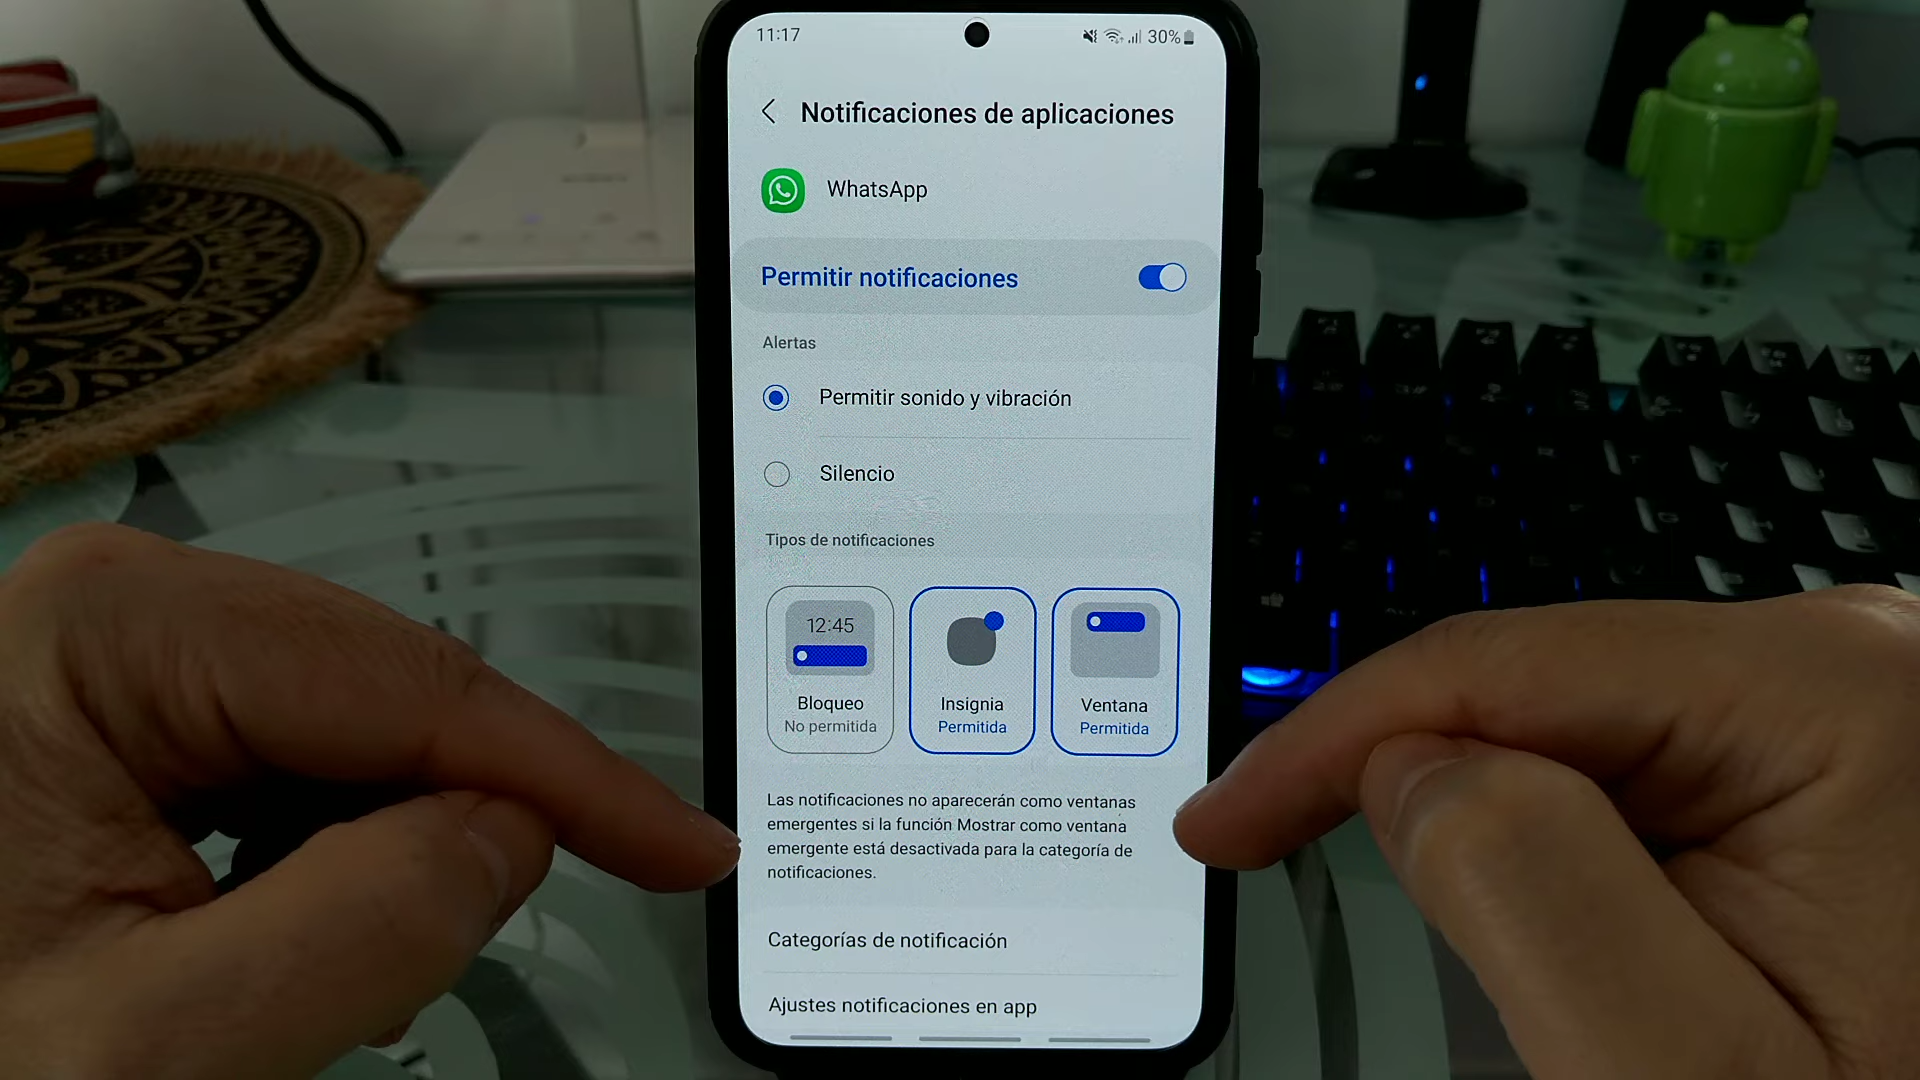 11:17
30%
Notificaciones de aplicaciones
WhatsApp
Permitir notificaciones
Alertas
Permitir sonido y vibración
Silencio
Tipos de notificaciones
12:45
Bloqueo
No permitida
Insignia
Permitida
Ventana
Permitida
Las notificaciones no aparecerán como ventanas
emergentes si la función Mostrar como ventana
emergente está desactivada para la categoría de
notificaciones.
Categorías de notificación
Ajustes notificaciones en app